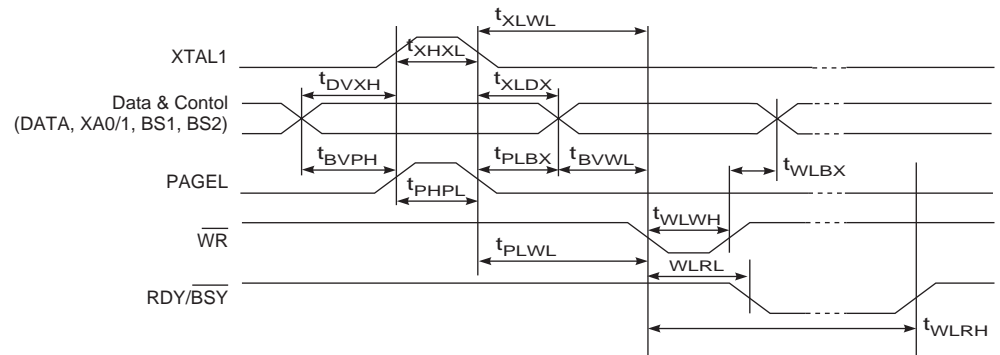 tXLWL
XTAL1
tXHXL
tDVXH
tXLDX
Data & Contol
(DATA, XA0/1, BS1, BS2)
tBVPH
tPLBX
tBVWL
tWLBX
PAGEL
tPHPL
tWLWH
WR
tPLWL
WLRL
RDY/BSY
tWLRH